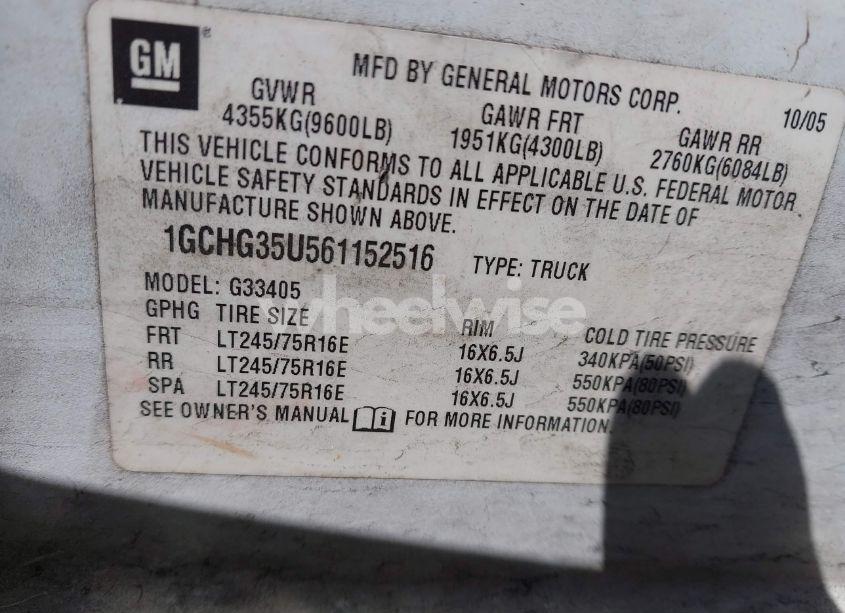 GM
®
MFD BY GENERAL MOTORS CORP.
10/05
GVWR
4355KG(9600LB)
GAWR FRT
1951KG(4300LB)
GAWR RR
2760KG(6084LB)
THIS VEHICLE CONFORMS TO ALL APPLICABLE U.S. FEDERAL MOTOR
VEHICLE SAFETY STANDARDS IN EFFECT ON THE DATE OF
MANUFACTURE SHOWN ABOVE.
1GCHG35U561152516 TYPE: TRUCK
MODEL: G33405
GPHG TIRE SIZE RIM COLD TIRE PRESSURE
FRT LT245/75R16E 16X6.5J 340KPA(50PSI)
RR LT245/75R16E 16X6.5J 550KPA(80PSI)
SPA LT245/75R16E 16X6.5J 550KPA(80PSI)
SEE OWNER'S MANUAL i FOR MORE INFORMATION.
wheelwise